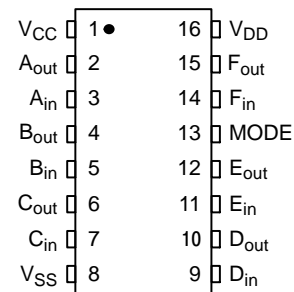 VCC 1 16 VDD
Aout 2 15 Fout
Ain 3 14 Fin
Bout 4 13 MODE
Bin 5 12 Eout
Cout 6 11 Ein
Cin 7 10 Dout
VSS 8 9 Din